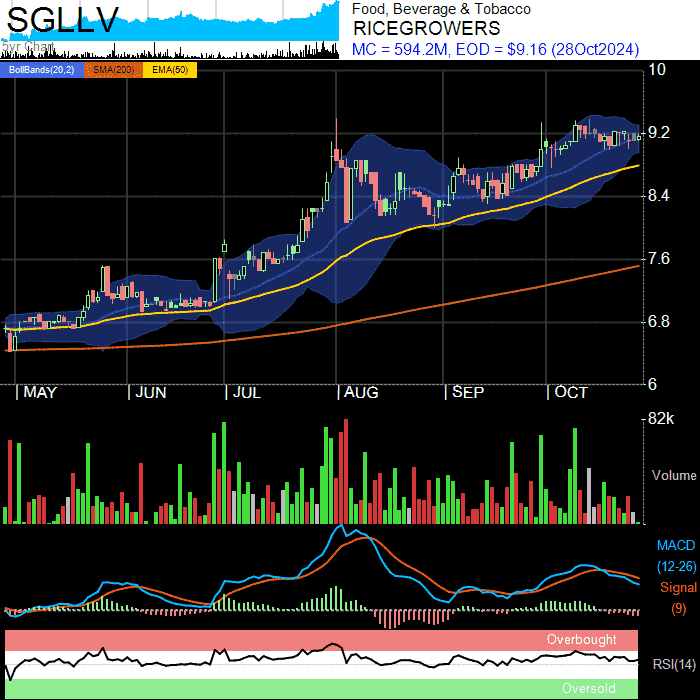 SGLLV
5yr Chart
Food, Beverage & Tobacco
RICEGROWERS
MC = 594.2M, EOD = $9.16 (28Oct2024)
BollBands(20,2) SMA(200) EMA(50)
10
9.2
8.4
7.6
6.8
6
MAY JUN JUL AUG SEP OCT
82k
Volume
MACD
(12-26)
Signal
(9)
Overbought
RSI(14)
Oversold